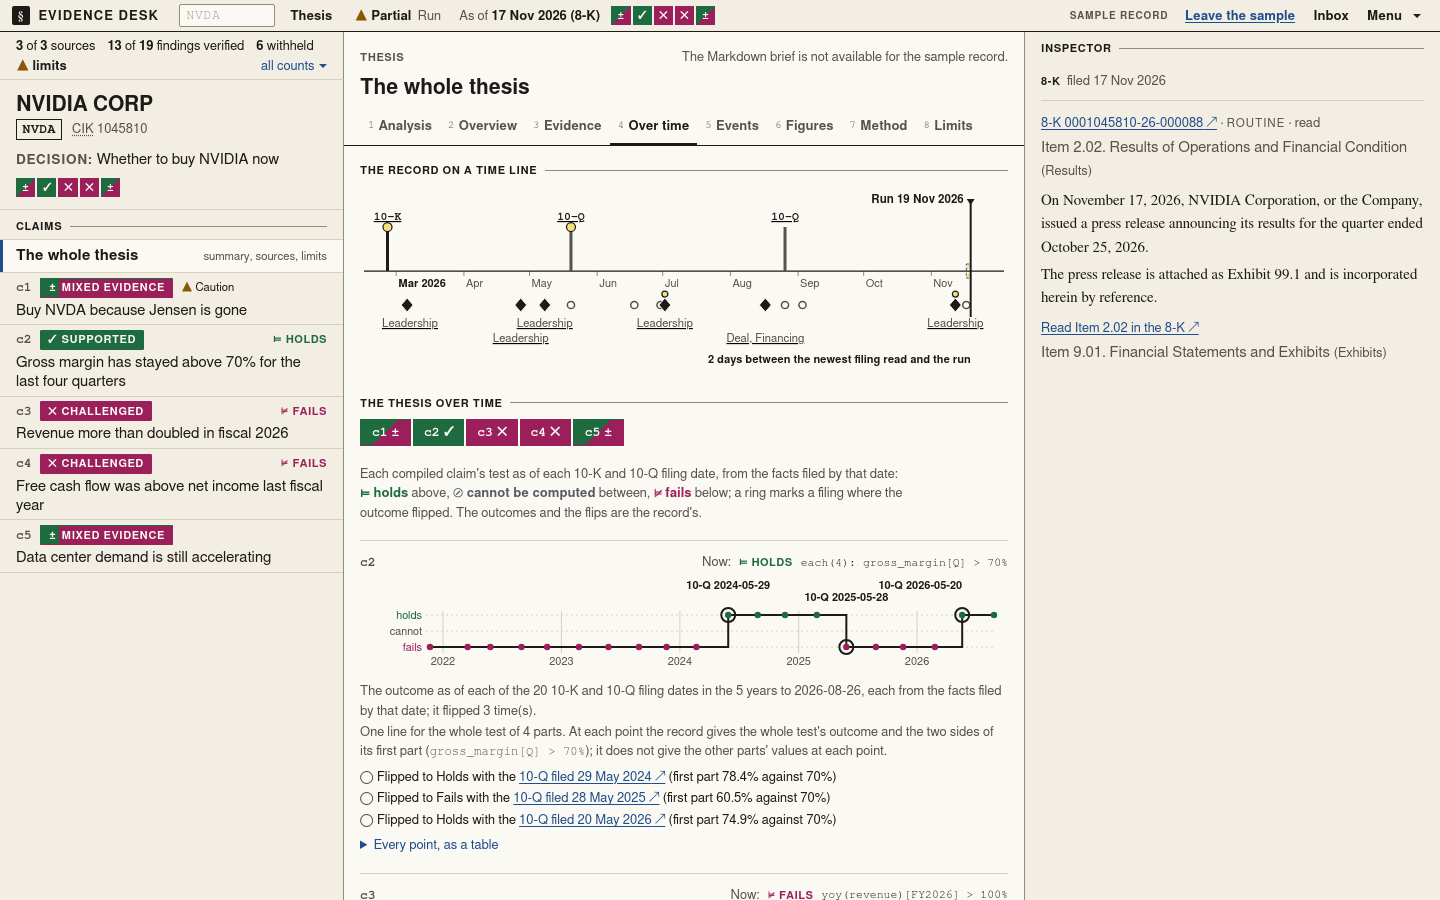 § EVIDENCE DESK NVDA Thesis Partial Run As of 17 Nov 2026 (8-K) ± ✓ ✕ ✕ ± SAMPLE RECORD Leave the sample Inbox Menu
3 of 3 sources 13 of 19 findings verified 6 withheld
limits all counts
NVIDIA CORP
NVDA CIK 1045810
DECISION: Whether to buy NVIDIA now
± ✓ ✕ ✕ ±
CLAIMS
The whole thesis summary, sources, limits
c1 ± MIXED EVIDENCE Caution
Buy NVDA because Jensen is gone
c2 ✓ SUPPORTED ⊨ HOLDS
Gross margin has stayed above 70% for the
last four quarters
c3 ✕ CHALLENGED ⊭ FAILS
Revenue more than doubled in fiscal 2026
c4 ✕ CHALLENGED ⊭ FAILS
Free cash flow was above net income last fiscal
year
c5 ± MIXED EVIDENCE
Data center demand is still accelerating
THESIS The Markdown brief is not available for the sample record.
The whole thesis
1 Analysis 2 Overview 3 Evidence 4 Over time 5 Events 6 Figures 7 Method 8 Limits
THE RECORD ON A TIME LINE
Run 19 Nov 2026
10-K 10-Q 10-Q
Mar 2026 Apr May Jun Jul Aug Sep Oct Nov
Leadership Leadership Leadership Leadership
Leadership Deal, Financing
2 days between the newest filing read and the run
THE THESIS OVER TIME
c1 ± c2 ✓ c3 ✕ c4 ✕ c5 ±
Each compiled claim's test as of each 10-K and 10-Q filing date, from the facts filed by that date:
⊨ holds above, ⊘ cannot be computed between, ⊭ fails below; a ring marks a filing where the
outcome flipped. The outcomes and the flips are the record's.
c2 Now: ⊨ HOLDS each(4): gross_margin[Q] > 70%
10-Q 2024-05-29 10-Q 2026-05-20
10-Q 2025-05-28
holds
cannot
fails
2022 2023 2024 2025 2026
The outcome as of each of the 20 10-K and 10-Q filing dates in the 5 years to 2026-08-26, each from the facts filed
by that date; it flipped 3 time(s).
One line for the whole test of 4 parts. At each point the record gives the whole test's outcome and the two sides of
its first part (gross_margin[Q] > 70%); it does not give the other parts' values at each point.
Flipped to Holds with the 10-Q filed 29 May 2024 ↗ (first part 78.4% against 70%)
Flipped to Fails with the 10-Q filed 28 May 2025 ↗ (first part 60.5% against 70%)
Flipped to Holds with the 10-Q filed 20 May 2026 ↗ (first part 74.9% against 70%)
Every point, as a table
c3 Now: ⊭ FAILS yoy(revenue)[FY2026] > 100%
INSPECTOR
8-K filed 17 Nov 2026
8-K 0001045810-26-000088 ↗ · ROUTINE · read
Item 2.02. Results of Operations and Financial Condition
(Results)
On November 17, 2026, NVIDIA Corporation, or the Company,
issued a press release announcing its results for the quarter ended
October 25, 2026.
The press release is attached as Exhibit 99.1 and is incorporated
herein by reference.
Read Item 2.02 in the 8-K ↗
Item 9.01. Financial Statements and Exhibits (Exhibits)